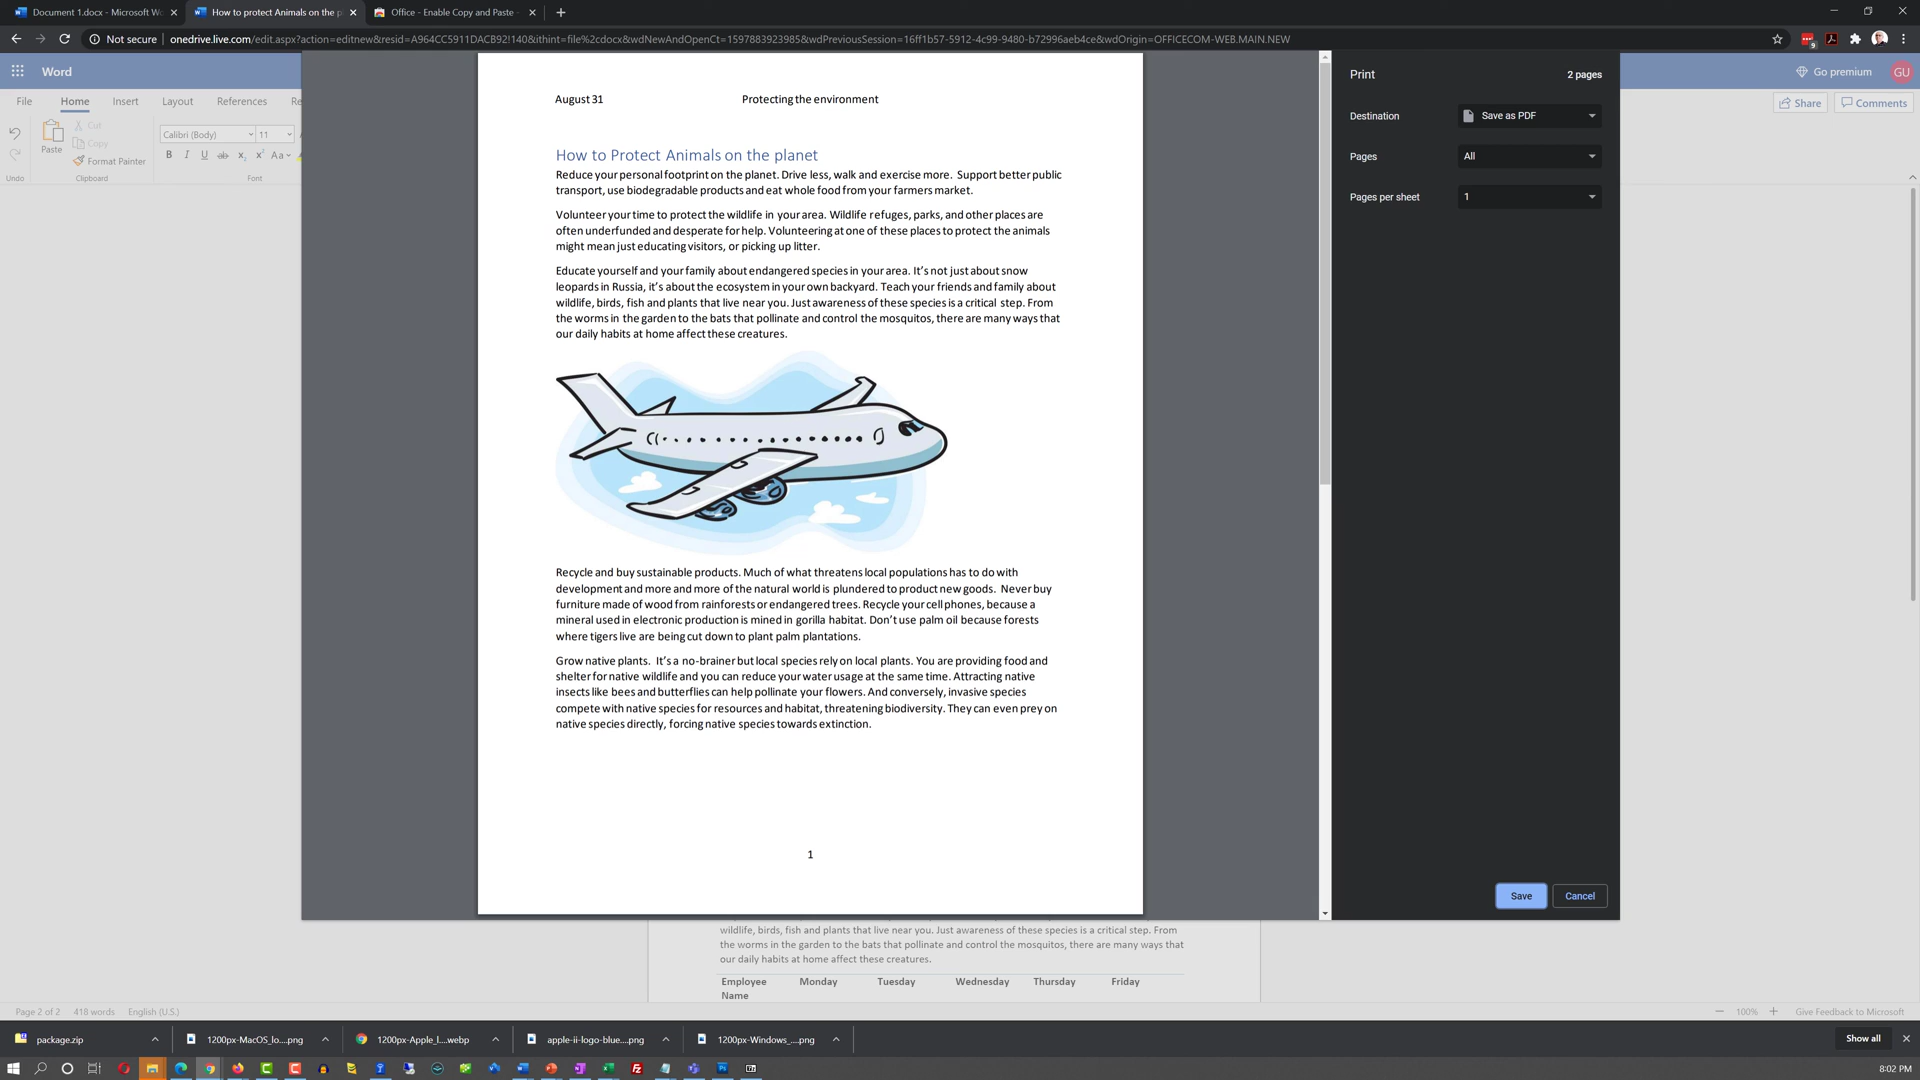 Document 1.docx - Microsoft Wo
How to protect Animals on the p
Office - Enable Copy and Paste -
Not secure
onedrive.live.com/edit.aspx?action=editnew&resid=A964CC5911DACB92!140&ithint=file%2cdocx&wdNewAndOpenCt=1597883923985&wdPreviousSession=16ff1b57-5912-4c99-9480-b72996aeb4ce&wdOrigin=OFFICECOM-WEB.MAIN.NEW
9
Word
Go premium
GU
File Home Insert Layout References Re
Share
Comments
Paste
Cut
Copy
Format Painter
Calibri (Body)
11
B I U ab x₂ x² Aa
Undo
Clipboard
Font
August 31 Protecting the environment
How to Protect Animals on the planet
Reduce your personal footprint on the planet. Drive less, walk and exercise more. Support better public
transport, use biodegradable products and eat whole food from your farmers market.
Volunteer your time to protect the wildlife in your area. Wildlife refuges, parks, and other places are
often underfunded and desperate for help. Volunteering at one of these places to protect the animals
might mean just educating visitors, or picking up litter.
Educate yourself and your family about endangered species in your area. It's not just about snow
leopards in Russia, it's about the ecosystem in your own backyard. Teach your friends and family about
wildlife, birds, fish and plants that live near you. Just awareness of these species is a critical step. From
the worms in the garden to the bats that pollinate and control the mosquitos, there are many ways that
our daily habits at home affect these creatures.
Recycle and buy sustainable products. Much of what threatens local populations has to do with
development and more and more of the natural world is plundered to product new goods. Never buy
furniture made of wood from rainforests or endangered trees. Recycle your cell phones, because a
mineral used in electronic production is mined in gorilla habitat. Don't use palm oil because forests
where tigers live are being cut down to plant palm plantations.
Grow native plants. It's a no-brainer but local species rely on local plants. You are providing food and
shelter for native wildlife and you can reduce your water usage at the same time. Attracting native
insects like bees and butterflies can help pollinate your flowers. And conversely, invasive species
compete with native species for resources and habitat, threatening biodiversity. They can even prey on
native species directly, forcing native species towards extinction.
1
Print 2 pages
Destination Save as PDF
Pages All
Pages per sheet 1
Save Cancel
wildlife, birds, fish and plants that live near you. Just awareness of these species is a critical step. From
the worms in the garden to the bats that pollinate and control the mosquitos, there are many ways that
our daily habits at home affect these creatures.
Employee Monday Tuesday Wednesday Thursday Friday
Name
Page 2 of 2 418 words English (U.S.)
100%
Give Feedback to Microsoft
package.zip
1200px-MacOS_lo....png
1200px-Apple_l....webp
apple-ii-logo-blue....png
1200px-Windows_....png
Show all
8:02 PM